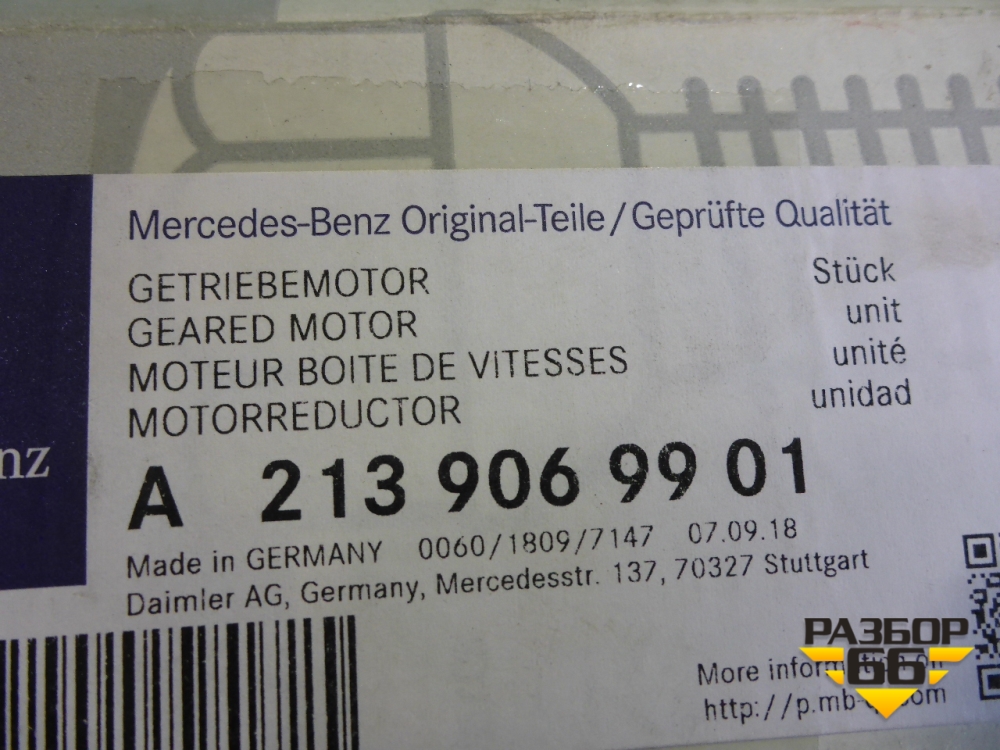 Mercedes-Benz Original-Teile/Geprüfte Qualität
GETRIEBEMOTOR Stück
GEARED MOTOR unit
MOTEUR BOITE DE VITESSES unité
MOTORREDUCTOR unidad
nz
A 213 906 99 01
Made in GERMANY 0060/1809/7147 07.09.18
Daimler AG, Germany, Mercedesstr. 137, 70327 Stuttgart
РАЗБОР
66
More information on
http://p.mb-